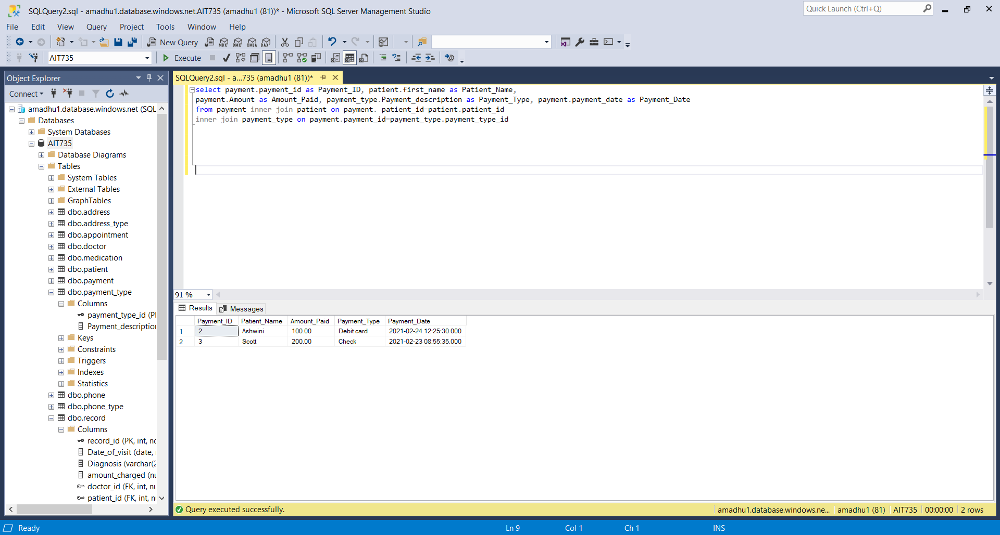 SQLQuery2.sql - amadhu1.database.windows.net.AIT735 (amadhu1 (81))* - Microsoft SQL Server Management Studio
Quick Launch (Ctrl+Q)
File Edit View Query Project Tools Window Help
New Query
MDX DMX XMLA DAX
AIT735
Execute
Object Explorer
Connect
amadhu1.database.windows.net (SQL
Databases
System Databases
AIT735
Database Diagrams
Tables
System Tables
External Tables
GraphTables
dbo.address
dbo.address_type
dbo.appointment
dbo.doctor
dbo.medication
dbo.patient
dbo.payment
dbo.payment_type
Columns
payment_type_id (P
Payment_description
Keys
Constraints
Triggers
Indexes
Statistics
dbo.phone
dbo.phone_type
dbo.record
Columns
record_id (PK, int, no
Date_of_visit (date,
Diagnosis (varchar(2
amount_charged (nu
doctor_id (FK, int, nu
patient_id (FK, int, n
SQLQuery2.sql - a...735 (amadhu1 (81))*
select payment.payment_id as Payment_ID, patient.first_name as Patient_Name,
payment.Amount as Amount_Paid, payment_type.Payment_description as Payment_Type, payment.payment_date as Payment_Date
from payment inner join patient on payment. patient_id=patient.patient_id
inner join payment_type on payment.payment_id=payment_type.payment_type_id
91 %
Results Messages
Payment_ID Patient_Name Amount_Paid Payment_Type Payment_Date
1 2 Ashwini 100.00 Debit card 2021-02-24 12:25:30.000
2 3 Scott 200.00 Check 2021-02-23 08:55:35.000
Query executed successfully.
amadhu1.database.windows.ne... amadhu1 (81) AIT735 00:00:00 2 rows
Ready Ln 9 Col 1 Ch 1 INS